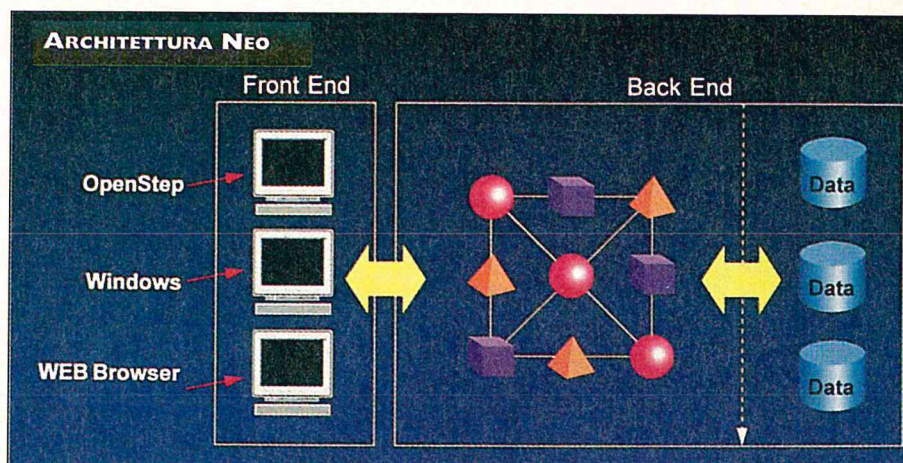 ARCHITETTURA NEO
Front End
Back End
OpenStep
Windows
WEB Browser
Data
Data
Data